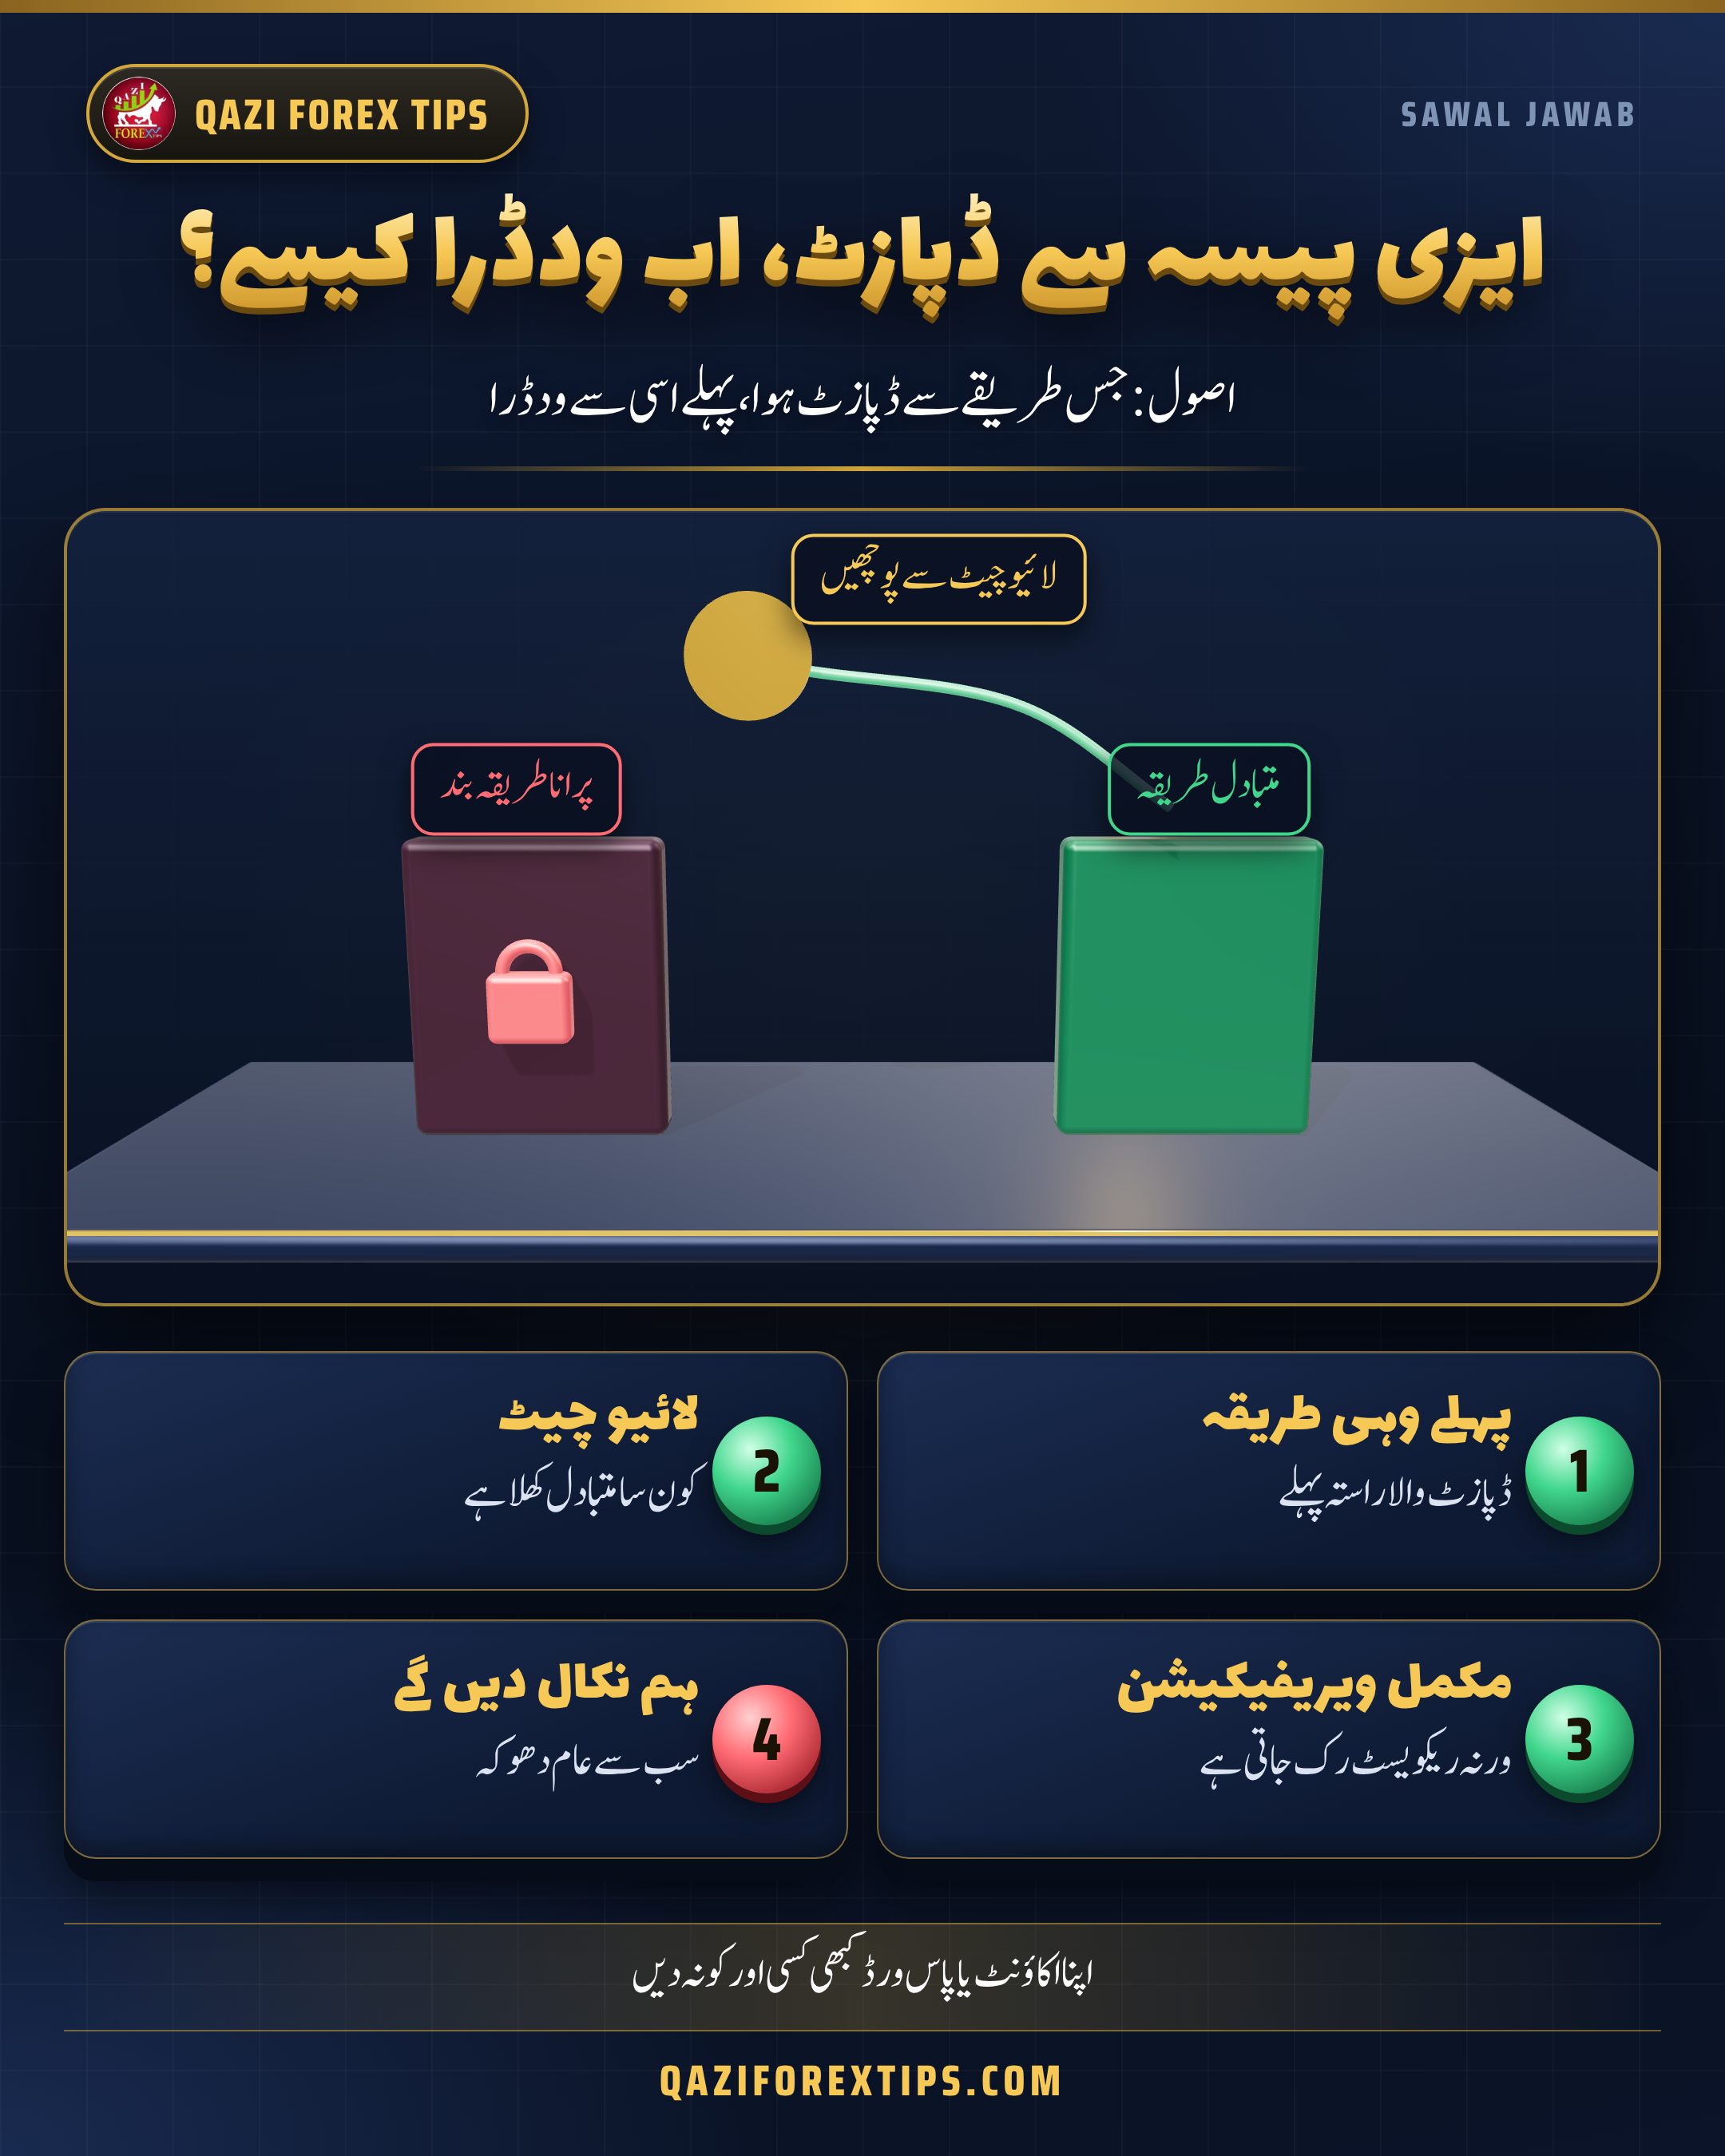 QAZI FOREX TIPS
SAWAL JAWAB
ایزی پیسہ سے ڈپازٹ، اب ودڈرا کیسے؟
اصول: جس طریقے سے ڈپازٹ ہوا، پہلے اسی سے ودڈرا
لائیو چیٹ سے پوچھیں
متبادل طریقہ
پرانا طریقہ بند
پہلے وہی طریقہ
1
ڈپازٹ والا راستہ پہلے
لائیو چیٹ
2
کون سا متبادل کھلا ہے
مکمل ویریفیکیشن
3
ورنہ ریکویسٹ رک جاتی ہے
ہم نکال دیں گے
4
سب سے عام دھوکہ
اپنا اکاؤنٹ یا پاس ورڈ کبھی کسی اور کو نہ دیں
QAZIFOREXTIPS.COM